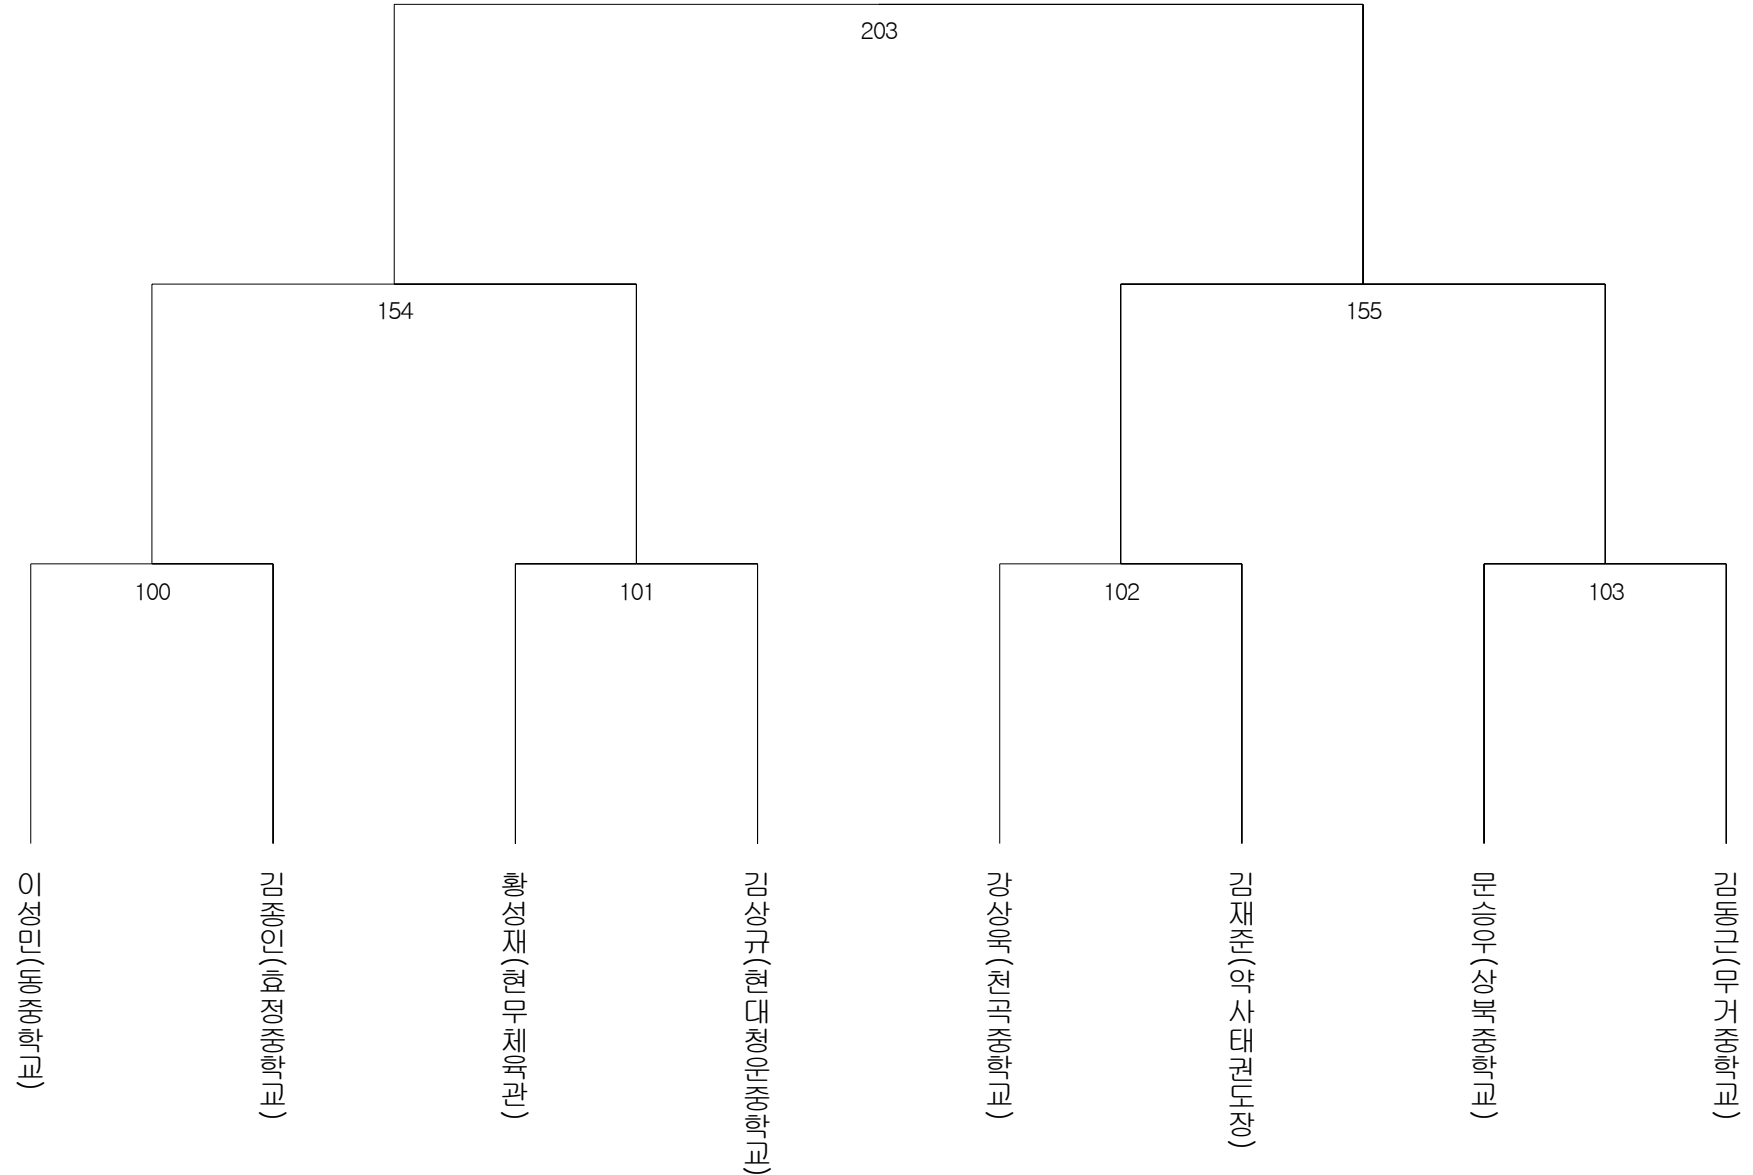 203
154
155
100
101
102
103
이성민(동중학교)
김종인(효정중학교)
황성재(현무체육관)
김상규(현대청운중학교)
강상욱(천곡중학교)
김재준(약사태권도장)
문승우(상북중학교)
김동근(무거중학교)